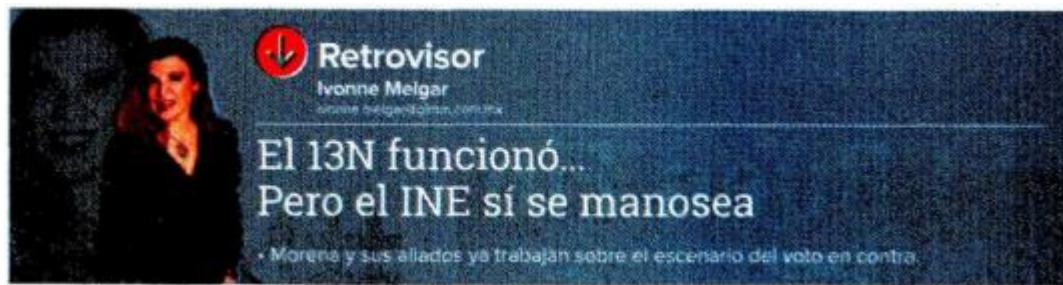 Retrovisor
Ivonne Melgar
El 13N funcionó...
Pero el INE sí se manosea
• Morena y sus aliados ya trabajan sobre el escenario del voto en contra.